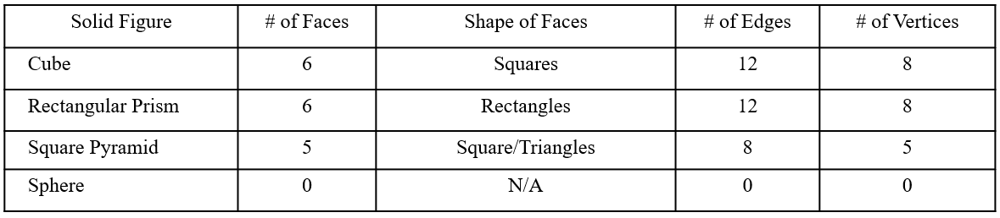 Solid Figure # of Faces Shape of Faces # of Edges # of Vertices
Cube 6 Squares 12 8
Rectangular Prism 6 Rectangles 12 8
Square Pyramid 5 Square/Triangles 8 5
Sphere 0 N/A 0 0